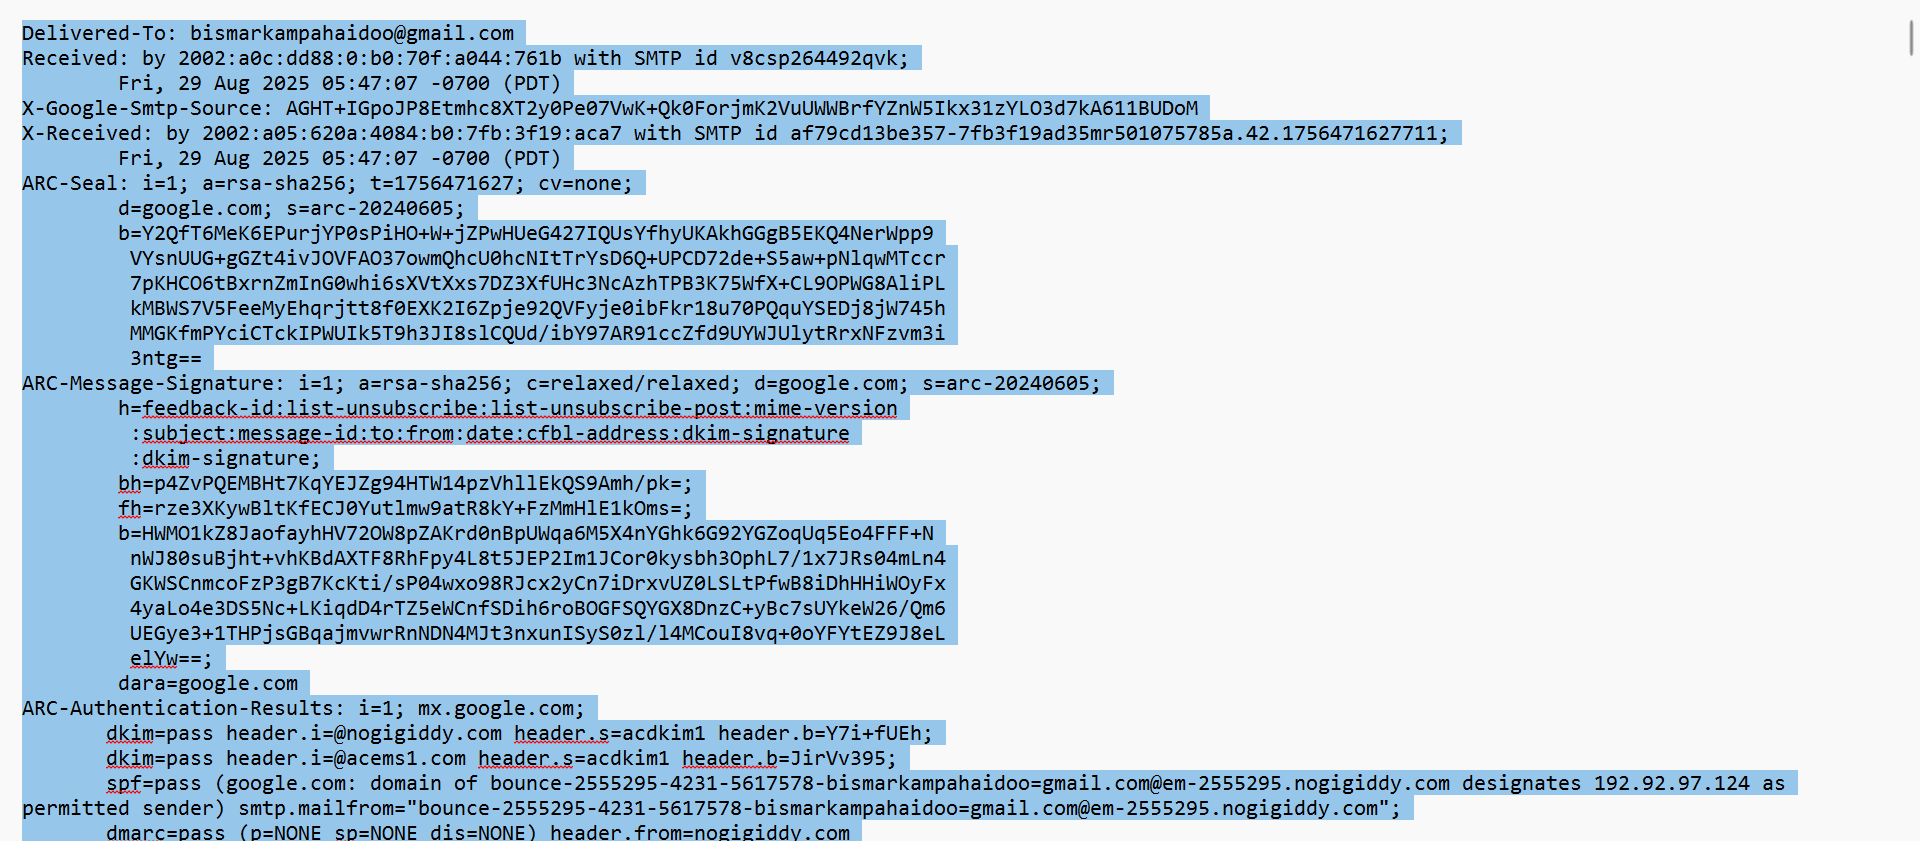 Delivered-To: bismarkampahaidoo@gmail.com
Received: by 2002:a0c:dd88:0:b0:70f:a044:761b with SMTP id v8csp264492qvk;
Fri, 29 Aug 2025 05:47:07 -0700 (PDT)
X-Google-Smtp-Source: AGHT+IGpoJP8Etmhc8XT2y0Pe07VwK+Qk0ForjmK2VuUWWBrfYZnW5Ikx31zYLO3d7kA611BUDoM
X-Received: by 2002:a05:620a:4084:b0:7fb:3f19:aca7 with SMTP id af79cd13be357-7fb3f19ad35mr501075785a.42.1756471627711;
Fri, 29 Aug 2025 05:47:07 -0700 (PDT)
ARC-Seal: i=1; a=rsa-sha256; t=1756471627; cv=none;
d=google.com; s=arc-20240605;
b=Y2QfT6MeK6EPurjYP0sPiHO+W+jZPwHUeG427IQUsYfhyUKAkhGGgB5EKQ4NerWpp9
VYsnUUG+gGZt4ivJOVFAO37owmQhcU0hcNItTrYsD6Q+UPCD72de+S5aw+pNlqwMTccr
7pKHCO6tBxrnZmInG0whi6sXVtXxs7DZ3XfUHc3NcAzhTPB3K75WfX+CL9OPWG8AliPL
kMBWS7V5FeeMyEhqrjtt8f0EXK2I6Zpje92QVFyje0ibFkr18u70PQquYSEDj8jW745h
MMGKfmPYciCTckIPWUIk5T9h3JI8slCQUd/ibY97AR91ccZfd9UYWJUlytRrxNFzvm3i
3ntg==
ARC-Message-Signature: i=1; a=rsa-sha256; c=relaxed/relaxed; d=google.com; s=arc-20240605;
h=feedback-id:list-unsubscribe:list-unsubscribe-post:mime-version
:subject:message-id:to:from:date:cfbl-address:dkim-signature
:dkim-signature;
bh=p4ZvPQEMBHt7KqYEJZg94HTW14pzVhllEkQS9Amh/pk=;
fh=rze3XKywBltKfECJ0Yutlmw9atR8kY+FzMmHlE1kOms=;
b=HWMO1kZ8JaofayhHV72OW8pZAKrd0nBpUWqa6M5X4nYGhk6G92YGZoqUq5Eo4FFF+N
nWJ80suBjht+vhKBdAXTF8RhFpy4L8t5JEP2Im1JCor0kysbh3OphL7/1x7JRs04mLn4
GKWSCnmcoFzP3gB7KcKti/sP04wxo98RJcx2yCn7iDrxvUZ0LSLtPfwB8iDhHHiWOyFx
4yaLo4e3DS5Nc+LKiqdD4rTZ5eWCnfSDih6roBOGFSQYGX8DnzC+yBc7sUYkeW26/Qm6
UEGye3+1THPjsGBqajmvwrRnNDN4MJt3nxunISyS0zl/l4MCouI8vq+0oYFYtEZ9J8eL
elYw==;
dara=google.com
ARC-Authentication-Results: i=1; mx.google.com;
dkim=pass header.i=@nogigiddy.com header.s=acdkim1 header.b=Y7i+fUEh;
dkim=pass header.i=@acems1.com header.s=acdkim1 header.b=JirVv395;
spf=pass (google.com: domain of bounce-2555295-4231-5617578-bismarkampahaidoo=gmail.com@em-2555295.nogigiddy.com designates 192.92.97.124 as
permitted sender) smtp.mailfrom="bounce-2555295-4231-5617578-bismarkampahaidoo=gmail.com@em-2555295.nogigiddy.com";
dmarc=pass (p=NONE sp=NONE dis=NONE) header.from=nogigiddy.com